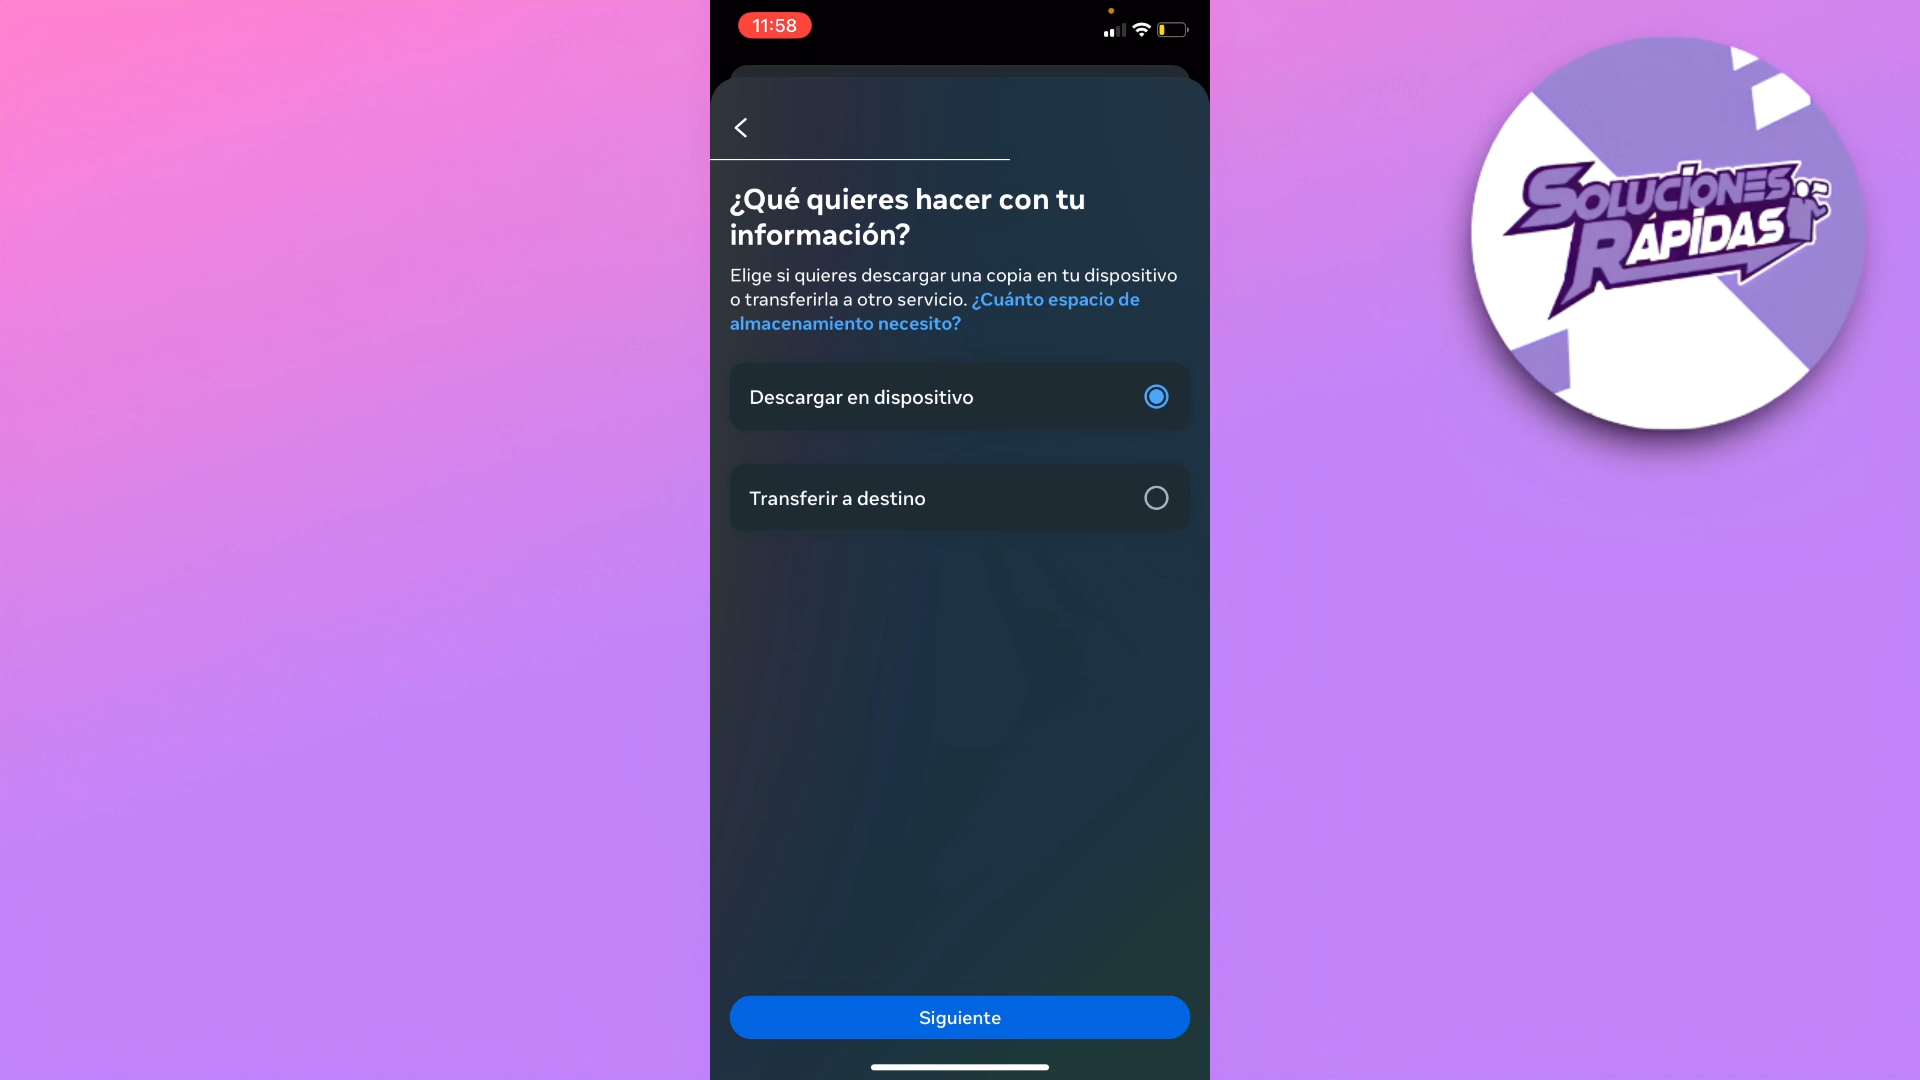 11:58
¿Qué quieres hacer con tu
información?
Elige si quieres descargar una copia en tu dispositivo
o transferirla a otro servicio. ¿Cuánto espacio de
almacenamiento necesito?
Descargar en dispositivo
Transferir a destino
Siguiente
SOLUCIONES
RÁPIDAS